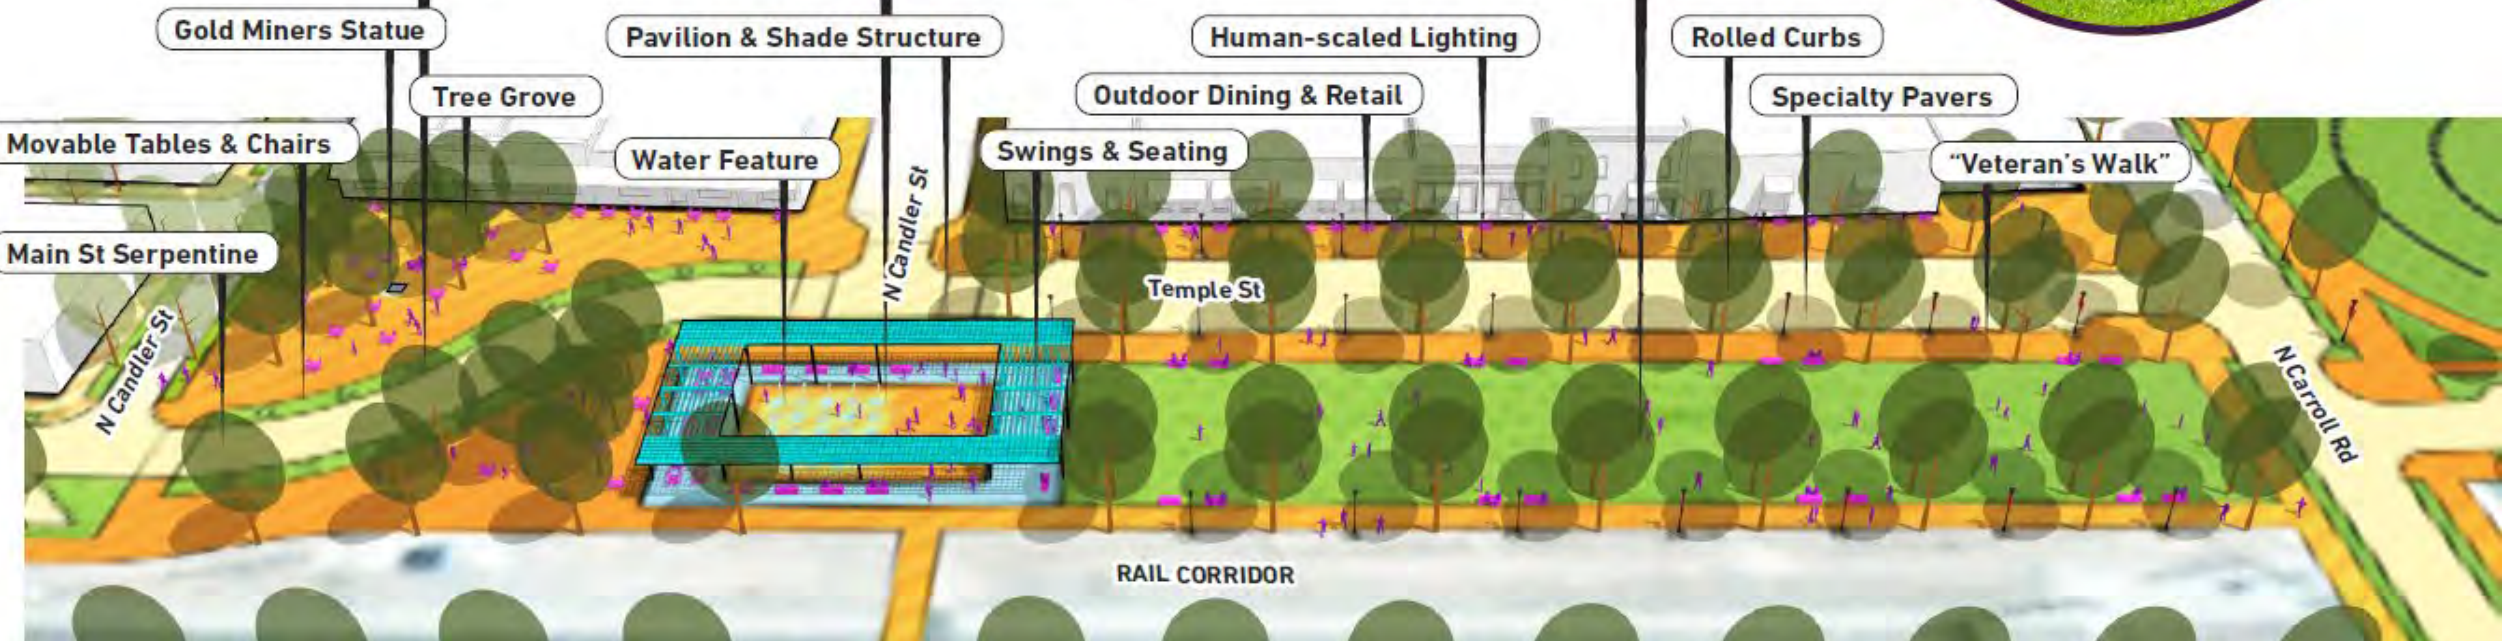 Gold Miners Statue
Pavilion & Shade Structure
Human-scaled Lighting
Rolled Curbs
Tree Grove
Outdoor Dining & Retail
Specialty Pavers
Movable Tables & Chairs
Water Feature
Swings & Seating
“Veteran’s Walk”
Main St Serpentine
N Candler St
Temple St
N Candler St
N Carroll Rd
RAIL CORRIDOR